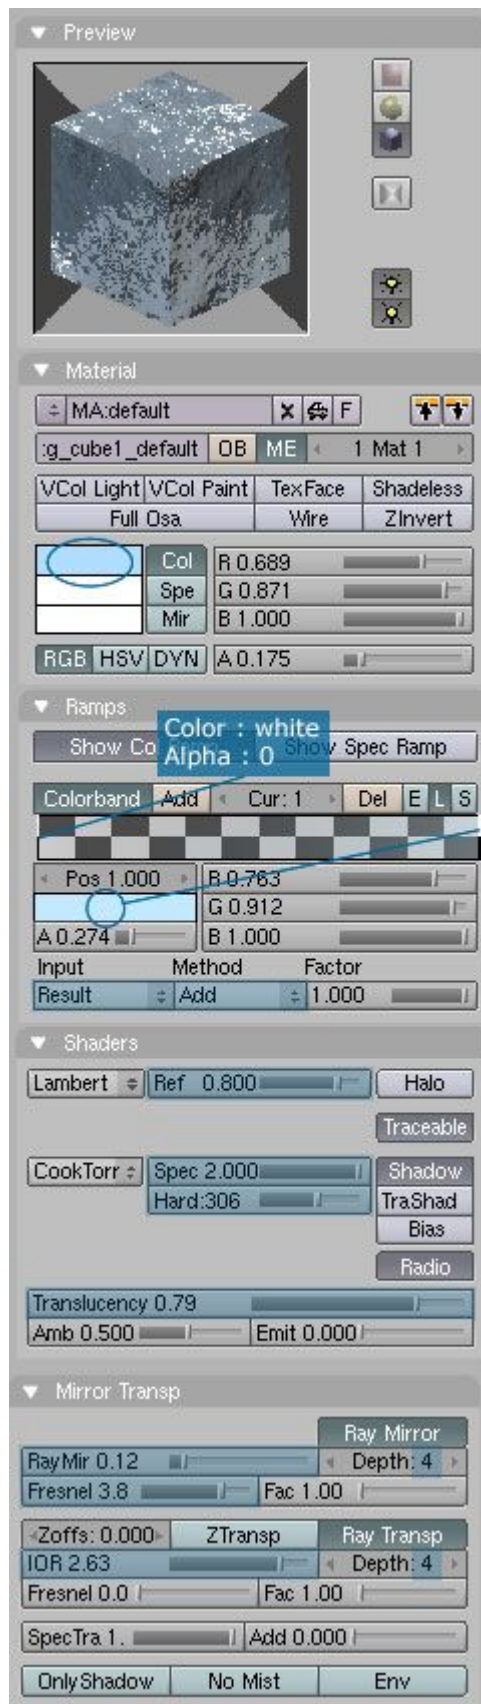 Preview
Material
MA:default X F
:g_cube1_default OB ME 1 Mat 1
VCol Light VCol Paint TexFace Shadeless
Full Osa Wire ZInvert
Col R 0.689
Spe G 0.871
Mir B 1.000
RGB HSV DYN A 0.175
Ramps
Color : white
Alpha : 0
Show Co Show Spec Ramp
Colorband Add Cur: 1 Del E L S
Pos 1.000 R 0.763
G 0.912
A 0.274 B 1.000
Input Method Factor
Result Add 1.000
Shaders
Lambert Ref 0.800 Halo
Traceable
CookTorr Spec 2.000 Shadow
Hard:306 TraShad
Bias
Radio
Translucency 0.79
Amb 0.500 Emit 0.000
Mirror Transp
Ray Mirror
RayMir 0.12 Depth: 4
Fresnel 3.8 Fac 1.00
Zoffs: 0.000 ZTransp Ray Transp
IOR 2.63 Depth: 4
Fresnel 0.0 Fac 1.00
SpecTra 1. Add 0.000
OnlyShadow No Mist Env